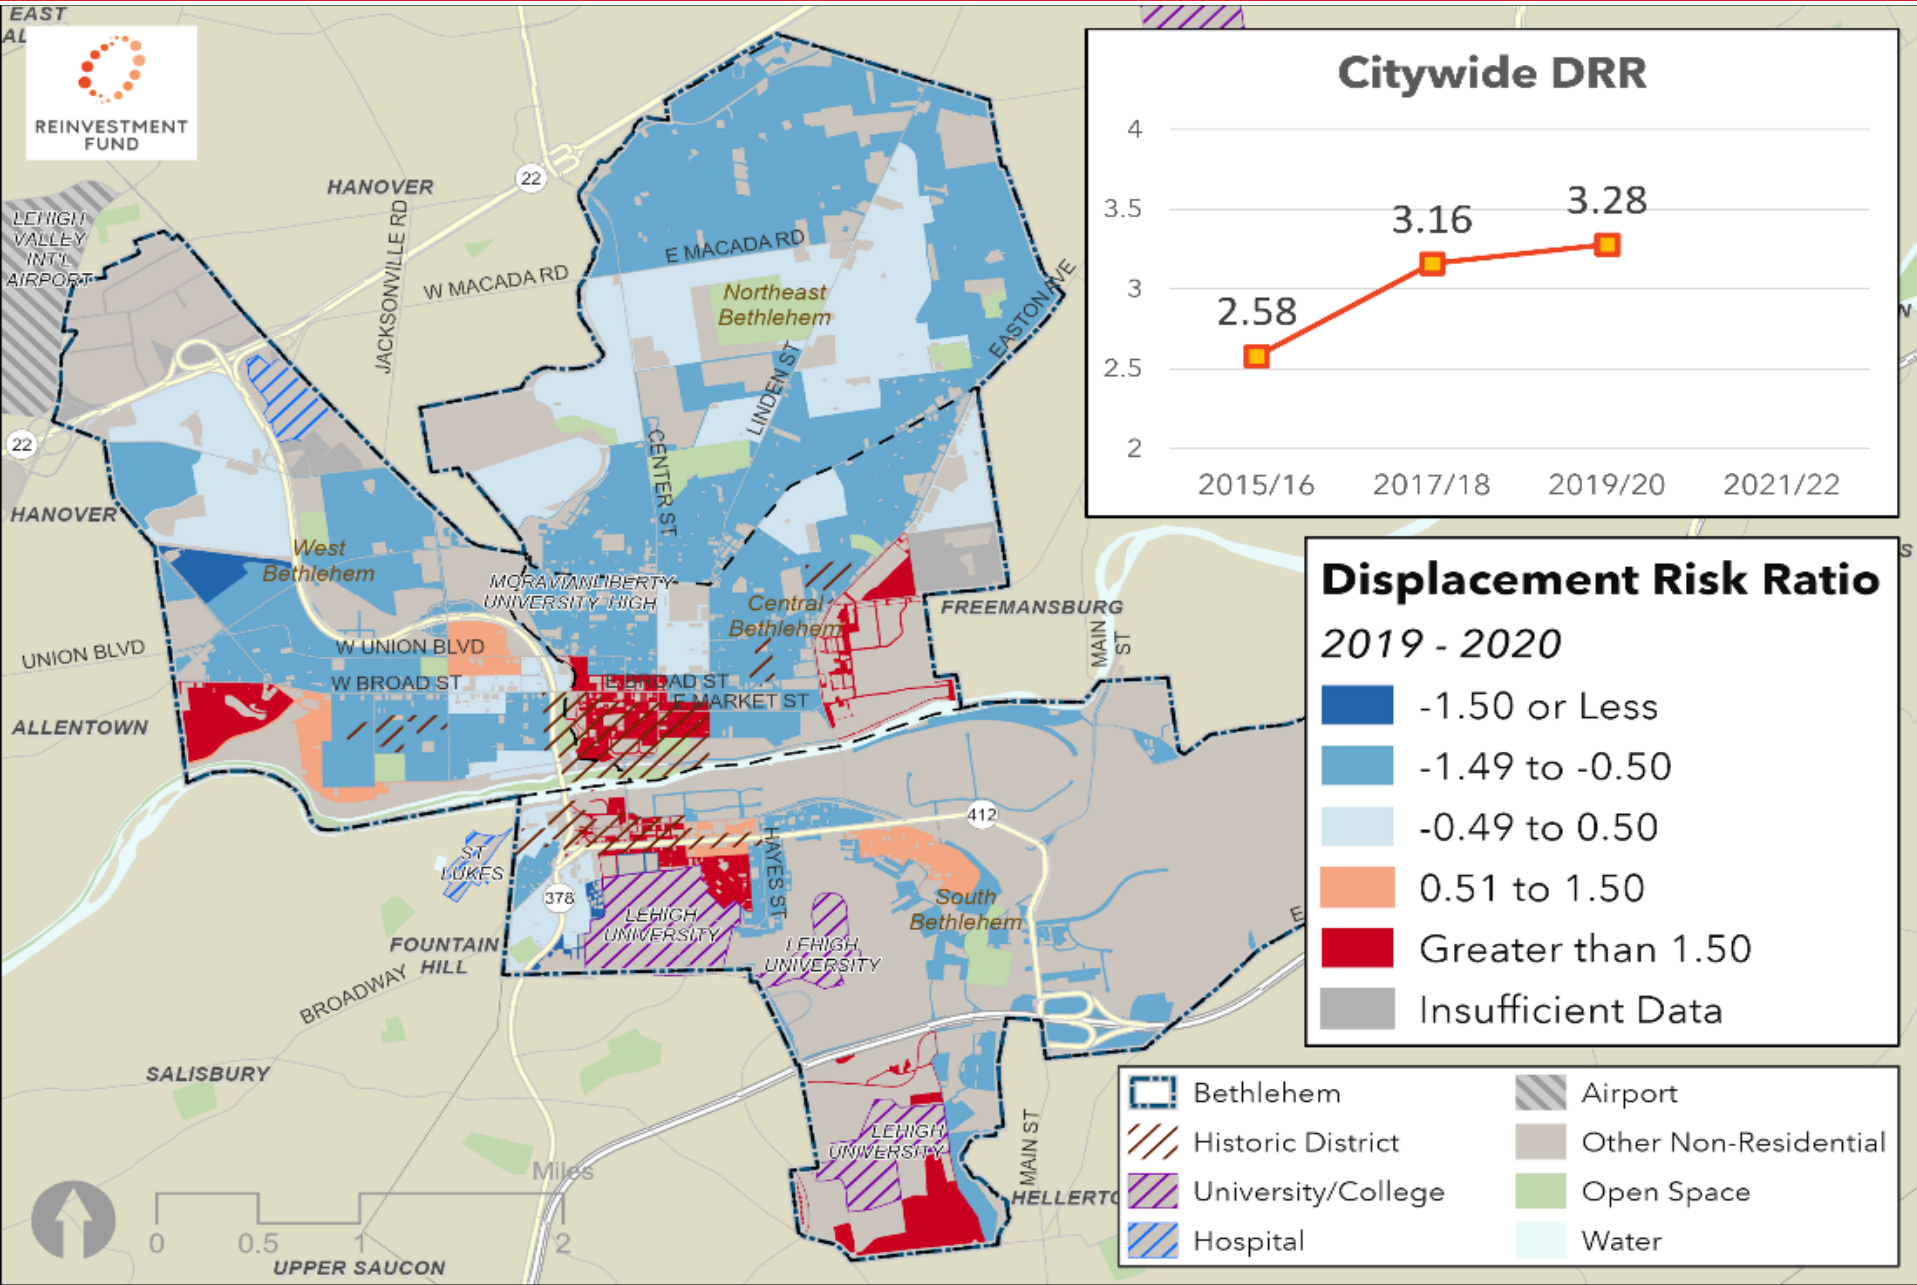 EAST
REINVESTMENT
FUND
HANOVER
22
LEHIGH
VALLEY
INT'L
AIRPORT
JACKSONVILLE RD
W MACADA RD
E MACADA RD
Northeast
Bethlehem
EASTON AVE
LINDEN ST
CENTER ST
22
HANOVER
West
Bethlehem
MORAVIAN
UNIVERSITY
LIBERTY
HIGH
Central
Bethlehem
FREEMANSBURG
MAIN ST
UNION BLVD
W UNION BLVD
W BROAD ST
E BROAD ST
E MARKET ST
ALLENTOWN
412
HAYES ST
ST
LUKES
378
LEHIGH
UNIVERSITY
LEHIGH
UNIVERSITY
South
Bethlehem
FOUNTAIN
HILL
BROADWAY
SALISBURY
LEHIGH
UNIVERSITY
MAIN ST
Miles
0 0.5 1 2
UPPER SAUCON
Citywide DRR
4
3.5
3
2.5
2
2.58
3.16
3.28
2015/16 2017/18 2019/20 2021/22
Displacement Risk Ratio
2019 - 2020
-1.50 or Less
-1.49 to -0.50
-0.49 to 0.50
0.51 to 1.50
Greater than 1.50
Insufficient Data
Bethlehem
Historic District
University/College
Hospital
Airport
Other Non-Residential
Open Space
Water